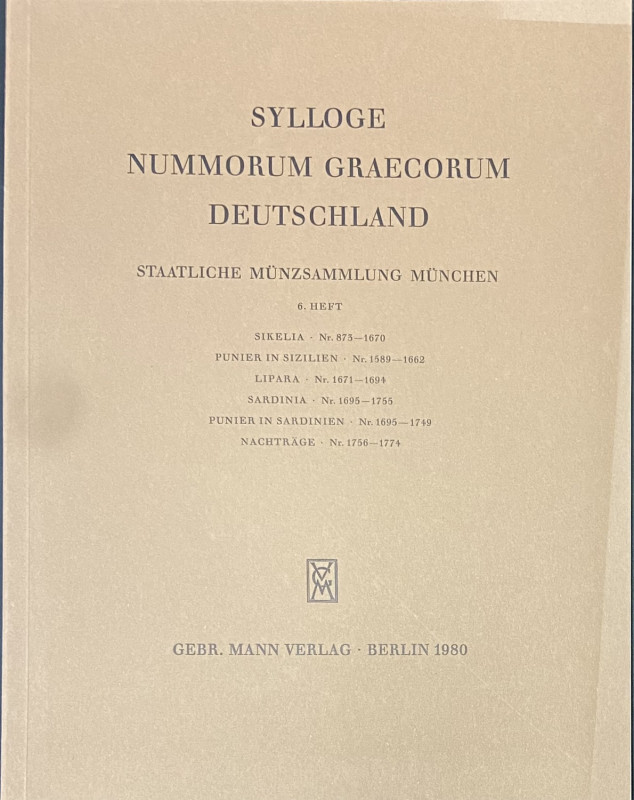 SYLLOGE
NUMMORUM GRAECORUM
DEUTSCHLAND
STAATLICHE MÜNZSAMMLUNG MÜNCHEN
6. HEFT
SIKELIA · Nr. 873—1670
PUNIER IN SIZILIEN · Nr. 1589—1662
LIPARA · Nr. 1671—1694
SARDINIA · Nr. 1695—1755
PUNIER IN SARDINIEN · Nr. 1695—1749
NACHTRÄGE · Nr. 1756—1774
GEBR. MANN VERLAG · BERLIN 1980